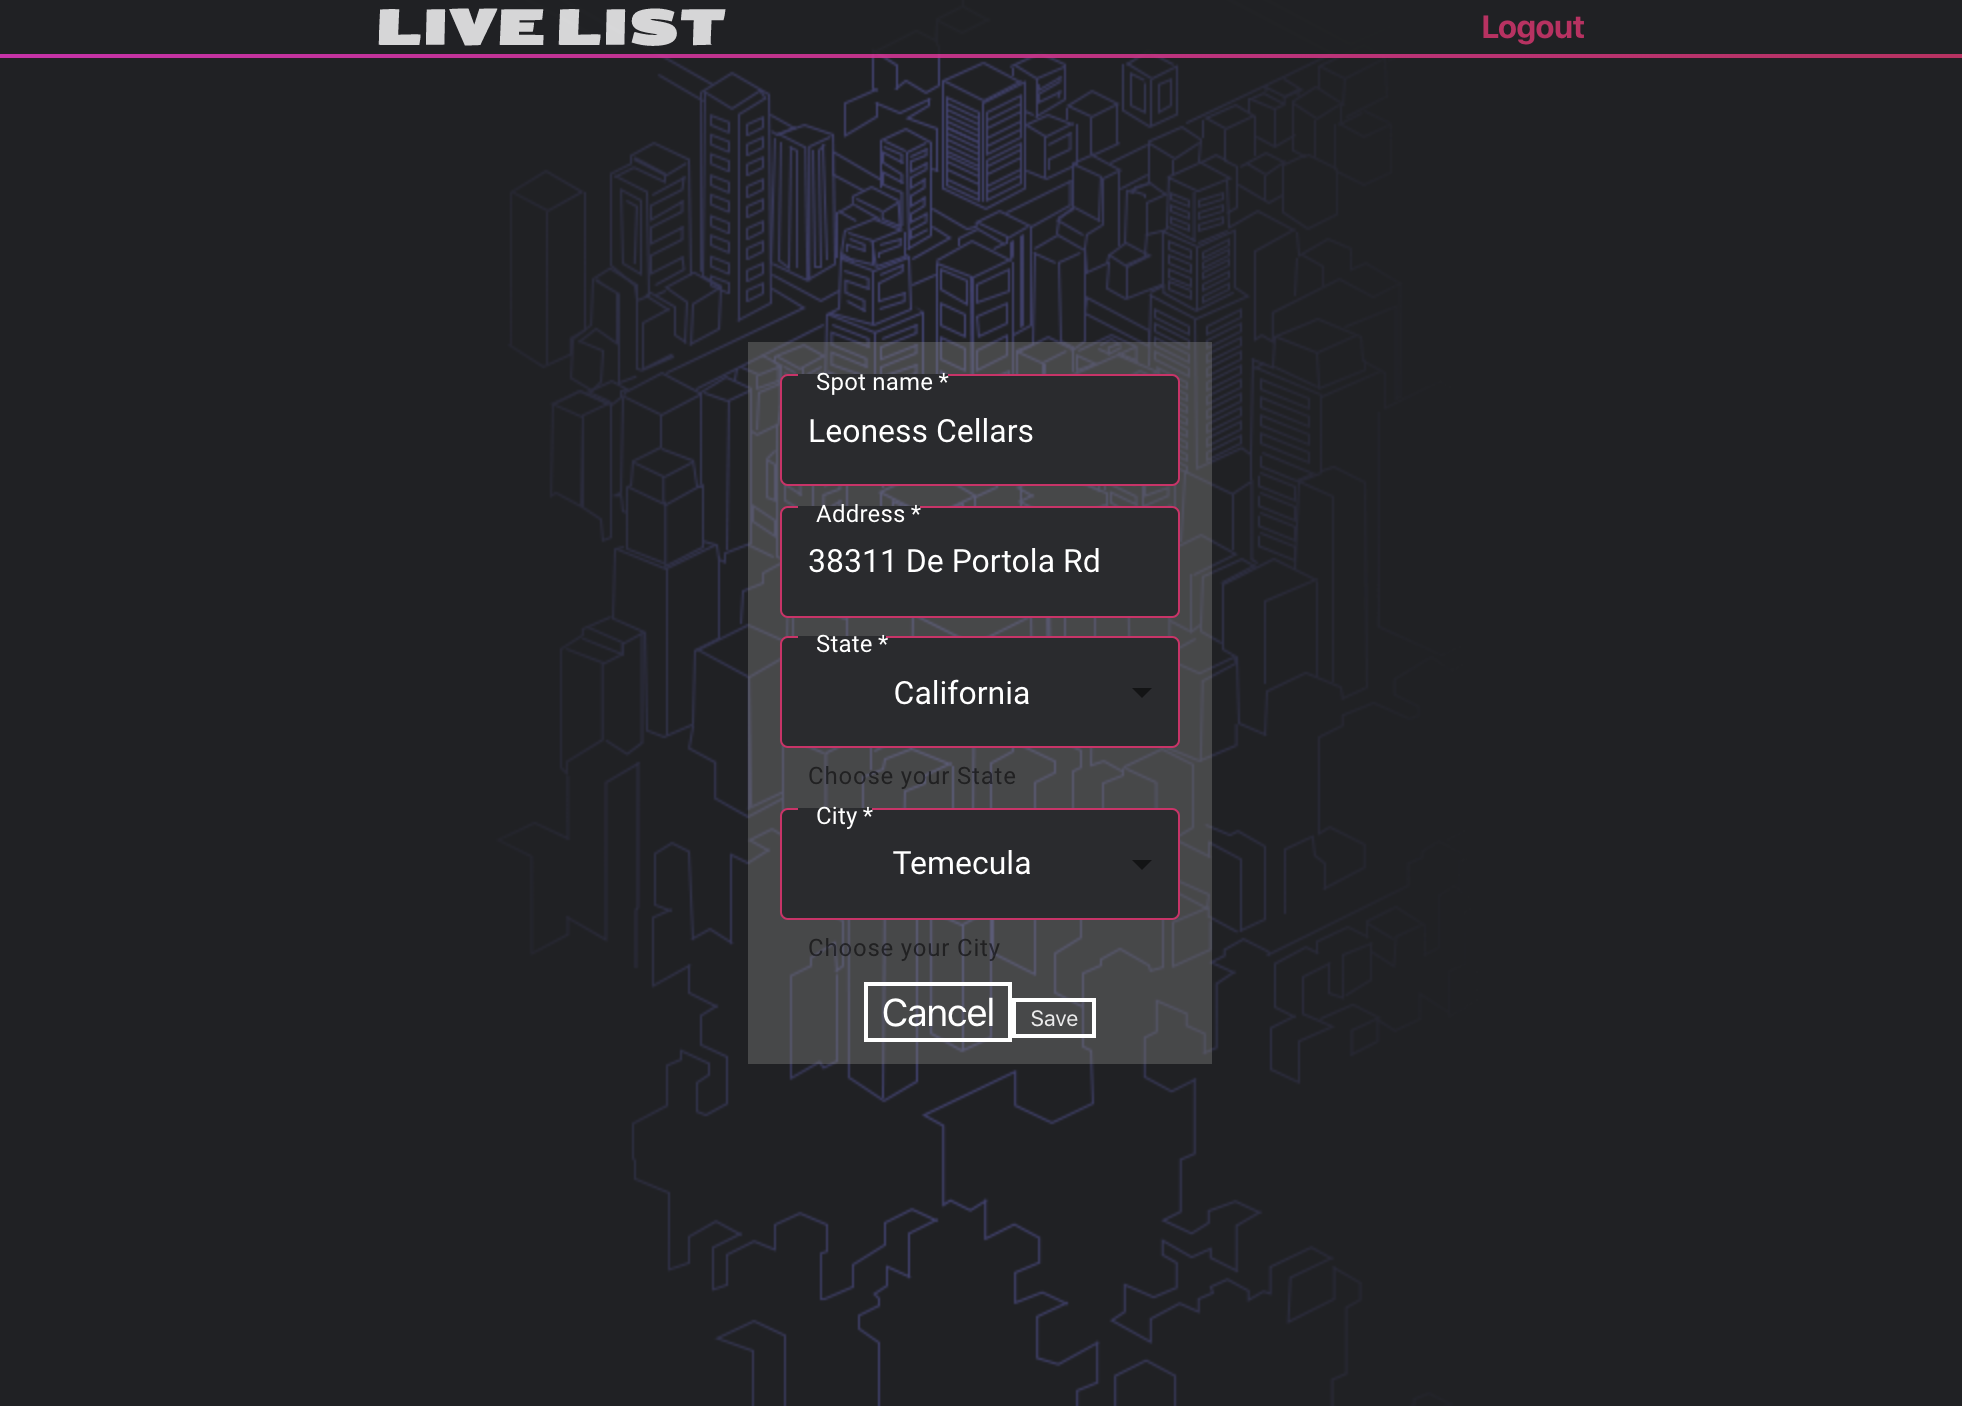 LIVE LIST
Logout
Spot name *
Leoness Cellars
Address *
38311 De Portola Rd
State *
California
Choose your State
City *
Temecula
Choose your City
Cancel
Save